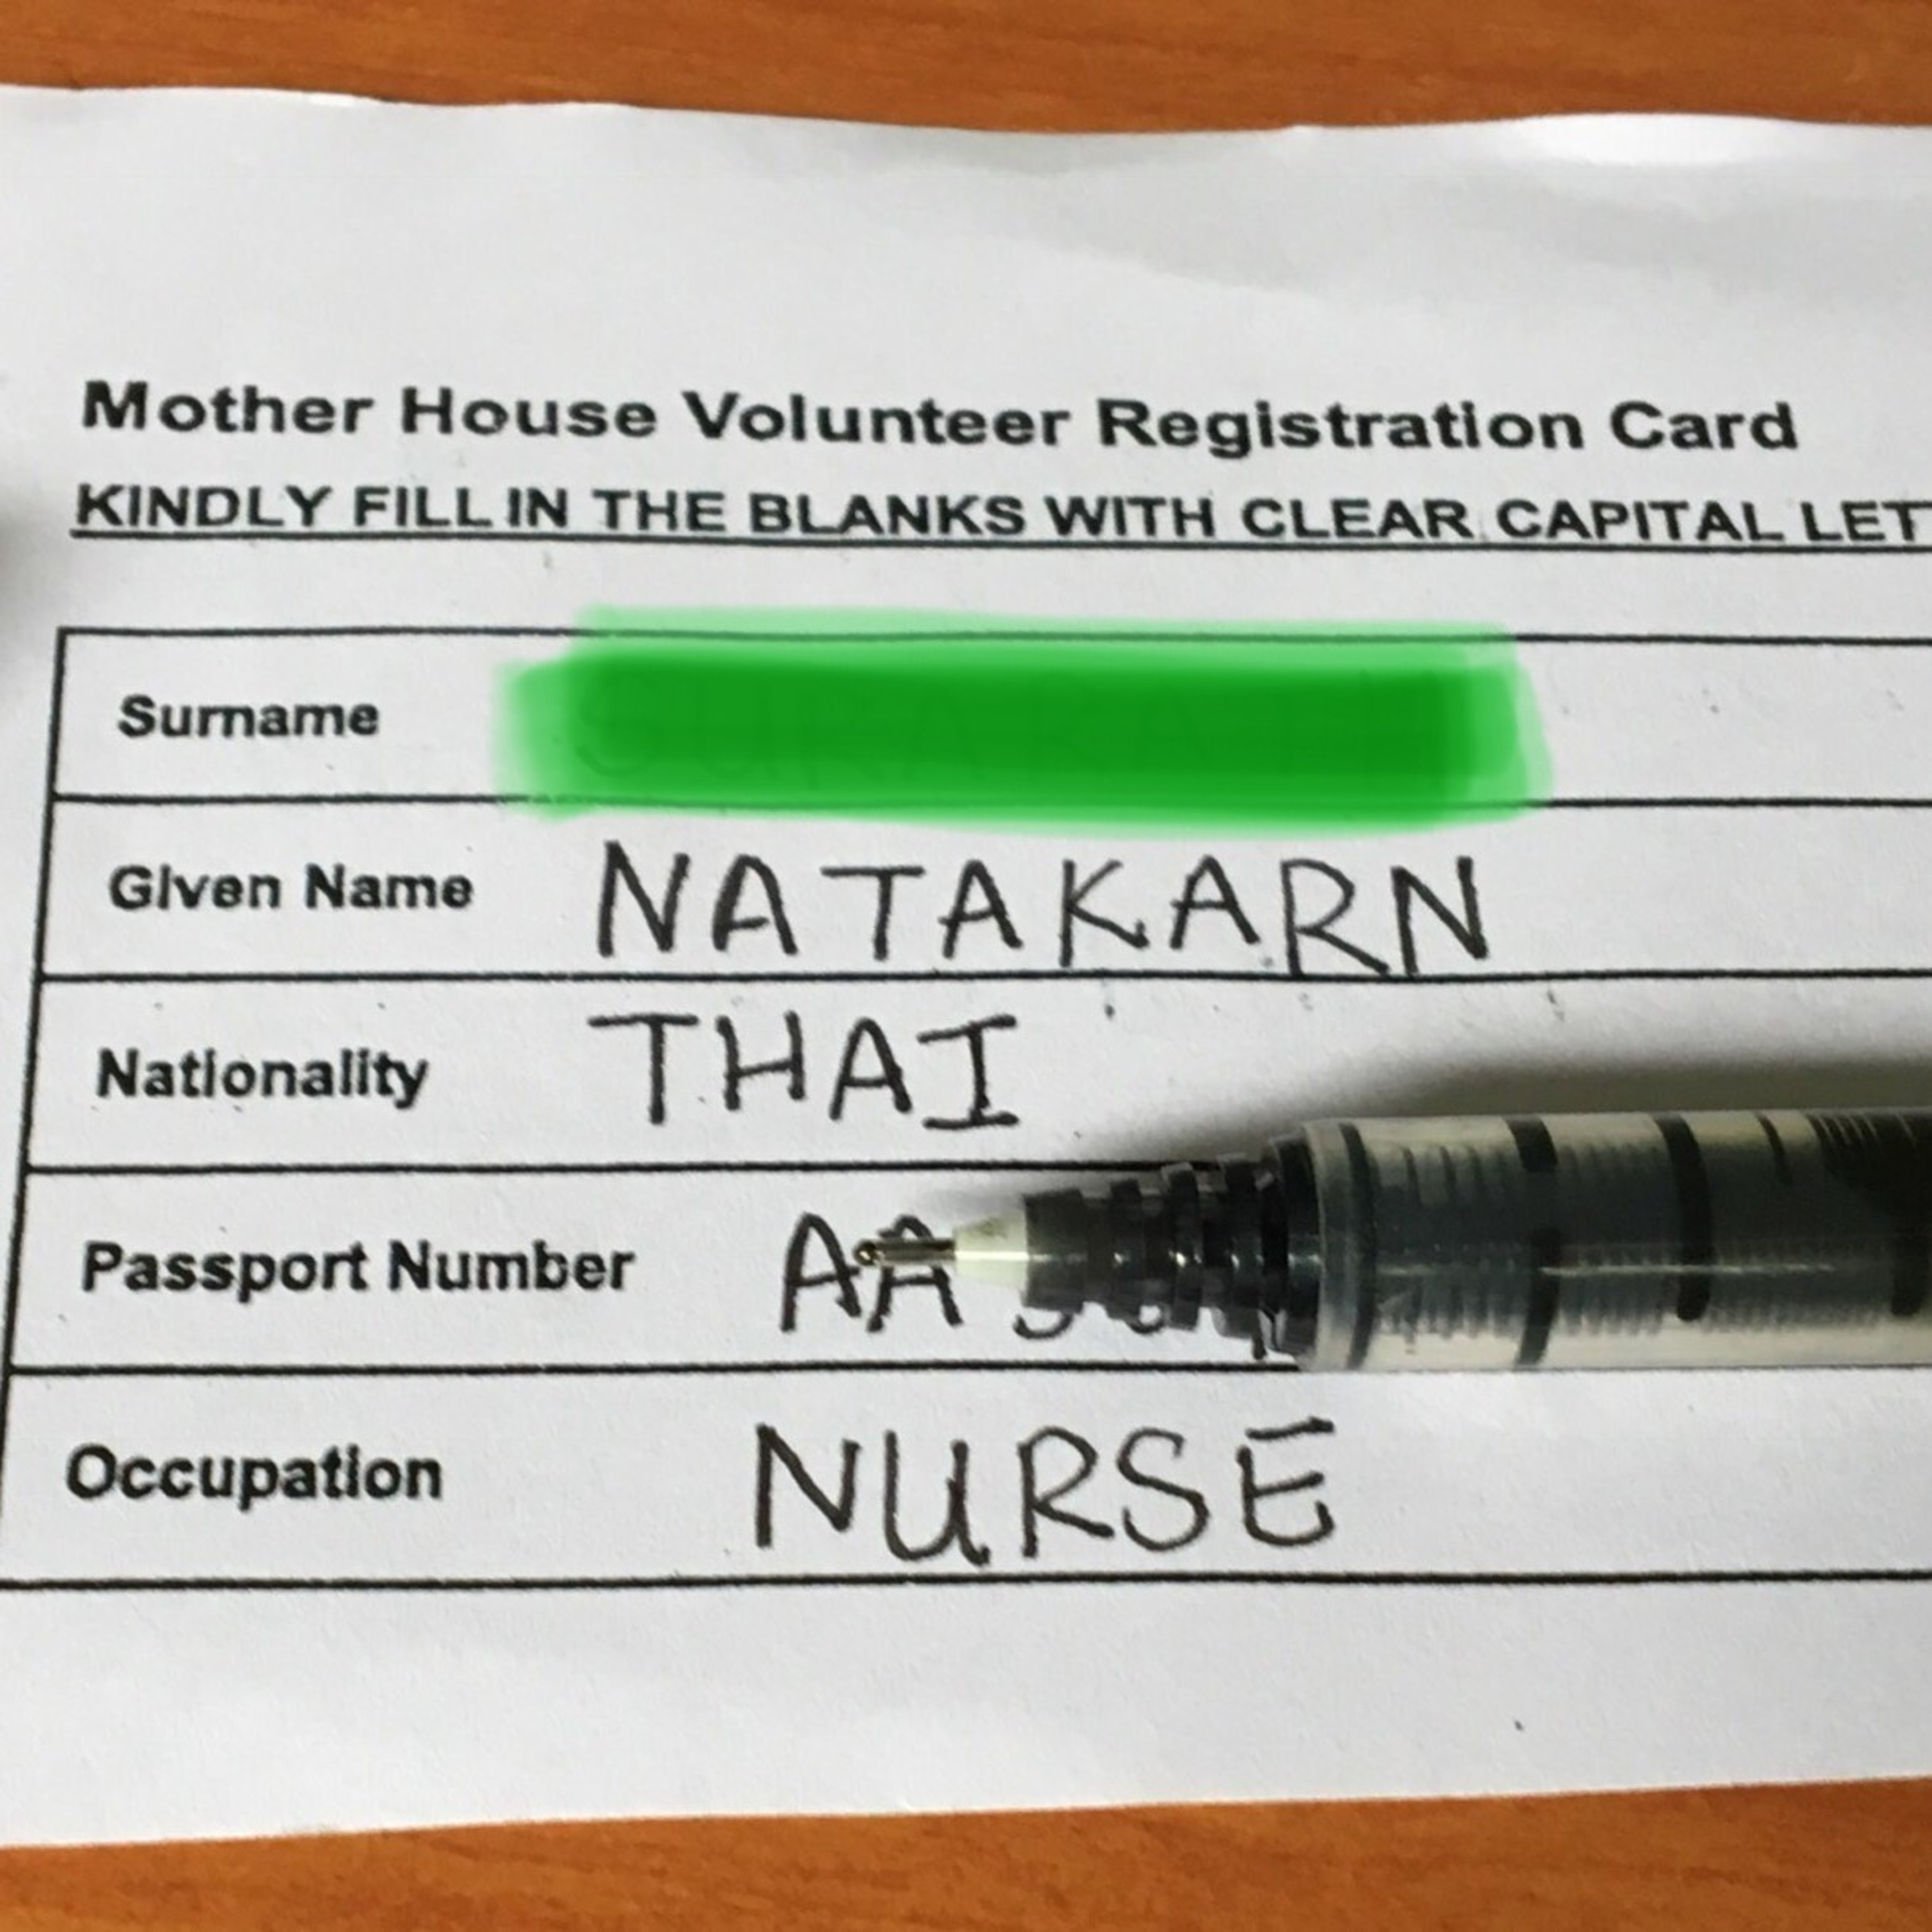 Mother House Volunteer Registration Card
KINDLY FILL IN THE BLANKS WITH CLEAR CAPITAL LET
Surname
Given Name NATAKARN
Nationality THAI
Passport Number AA
Occupation NURSE